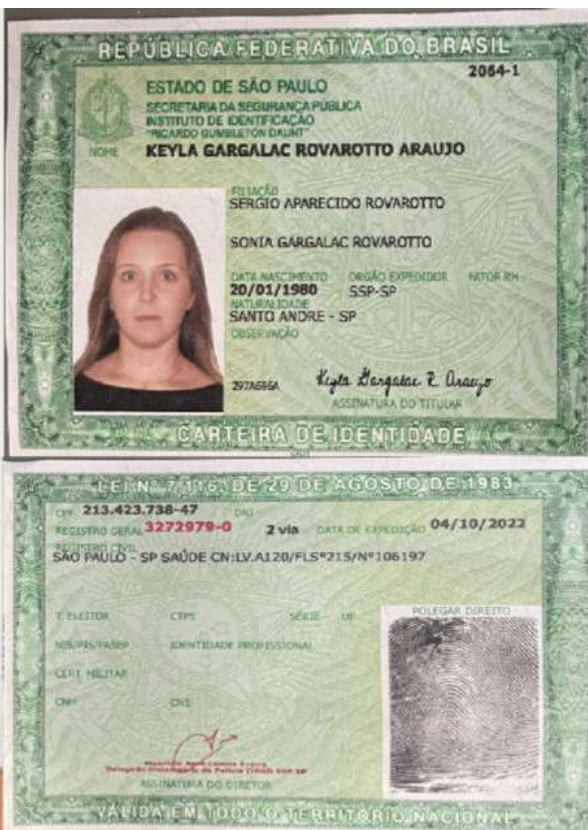 REPÚBLICA FEDERATIVA DO BRASIL
2064-1
ESTADO DE SÃO PAULO
SECRETARIA DA SEGURANÇA PÚBLICA
INSTITUTO DE IDENTIFICAÇÃO
"RICARDO GUMBLETON DAUNT"
NOME KEYLA GARGALAC ROVAROTTO ARAUJO
FILIAÇÃO
SERGIO APARECIDO ROVAROTTO
SONIA GARGALAC ROVAROTTO
DATA NASCIMENTO ORGÃO EXPEDIDOR FATOR RH
20/01/1980 SSP-SP
NATURALIDADE
SANTO ANDRE - SP
OBSERVAÇÃO
Keyla Gargalac R Araujo
ASSINATURA DO TITULAR
CARTEIRA DE IDENTIDADE
LEI Nº 7.116, DE 29 DE AGOSTO DE 1983
CPF 213.423.738-47 DNI
REGISTRO GERAL 3272979-0 2 via DATA DE EXPEDIÇÃO 04/10/2022
REGISTRO CIVIL
SÃO PAULO - SP SAÚDE CN:LV.A120/FLS°215/N°106197
T. ELEITOR CTPS SÉRIE UF POLEGAR DIREITO
NIS/PIS/PASEP IDENTIDADE PROFISSIONAL
CERT. MILITAR
CNH CNS
ASSINATURA DO DIRETOR
VÁLIDA EM TODO O TERRITÓRIO NACIONAL